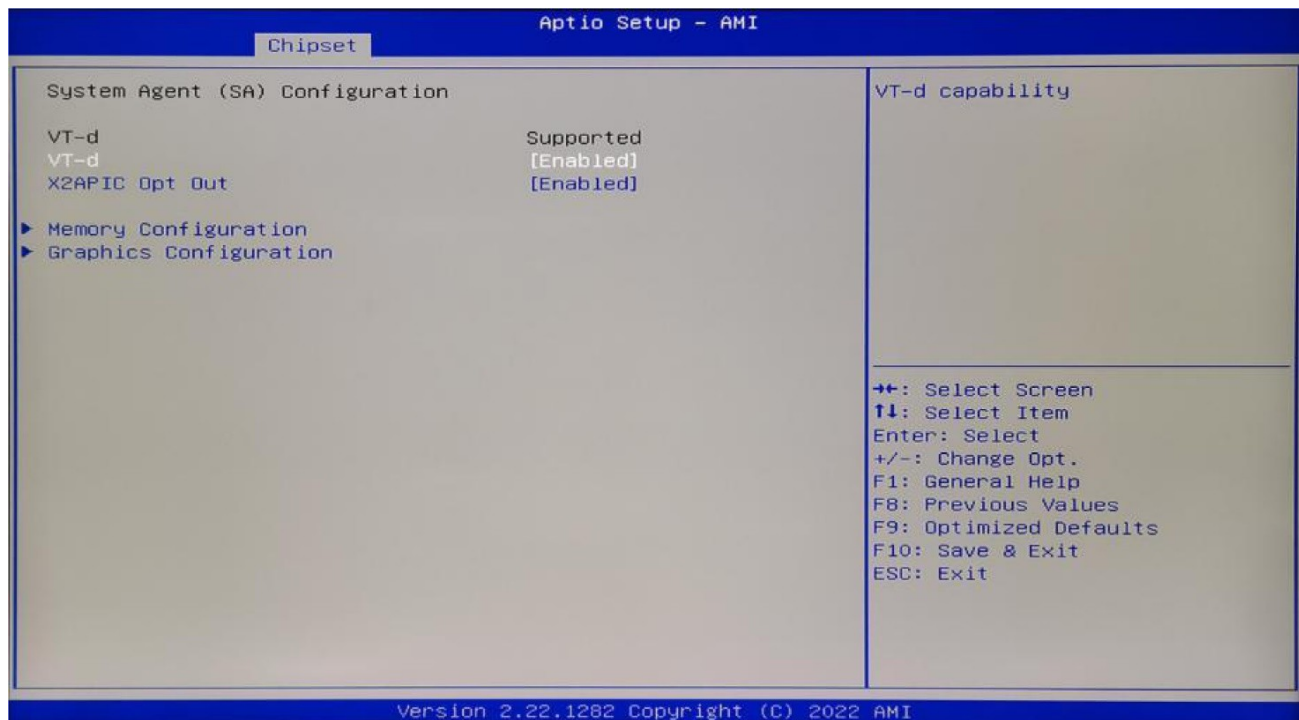 Aptio Setup – AMI
Chipset
System Agent (SA) Configuration
VT-d Supported
VT-d [Enabled]
X2APIC Opt Out [Enabled]
▶ Memory Configuration
▶ Graphics Configuration
VT-d capability
→←: Select Screen
↑↓: Select Item
Enter: Select
+/-: Change Opt.
F1: General Help
F8: Previous Values
F9: Optimized Defaults
F10: Save & Exit
ESC: Exit
Version 2.22.1282 Copyright (C) 2022 AMI